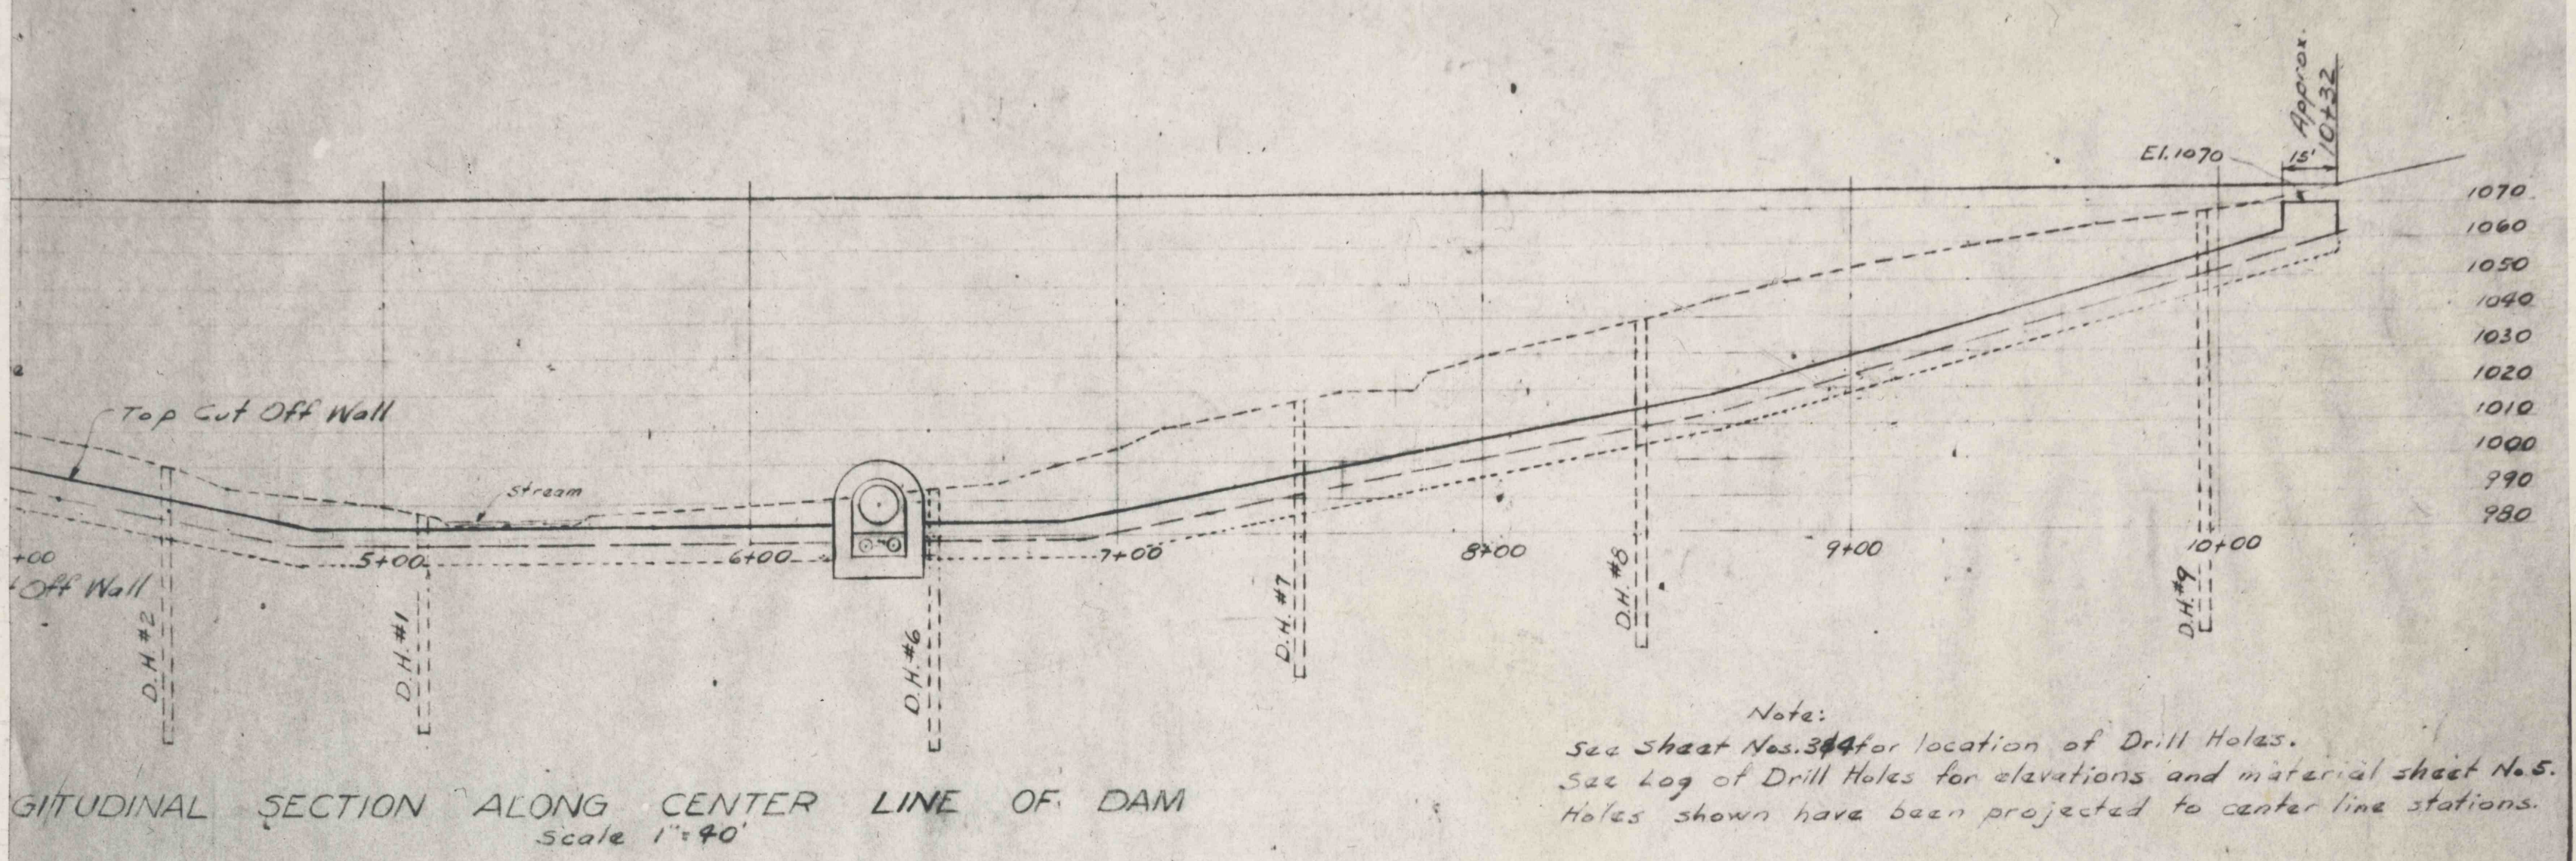 Approx.
10+32
El.1070
15'
1070
1060
1050
1040
1030
1020
1010
1000
990
980
Top Cut Off Wall
Stream
+00
5+00
6+00
7+00
8+00
9+00
10+00
Off Wall
D.H.#2
D.H.#1
D.H.#6
D.H.#7
D.H.#8
D.H.#9
GITUDINAL SECTION ALONG CENTER LINE OF DAM
Scale 1"=40'
Note:
See Sheet Nos. for location of Drill Holes.
See Log of Drill Holes for elevations and material sheet No.5.
Holes shown have been projected to center line stations.